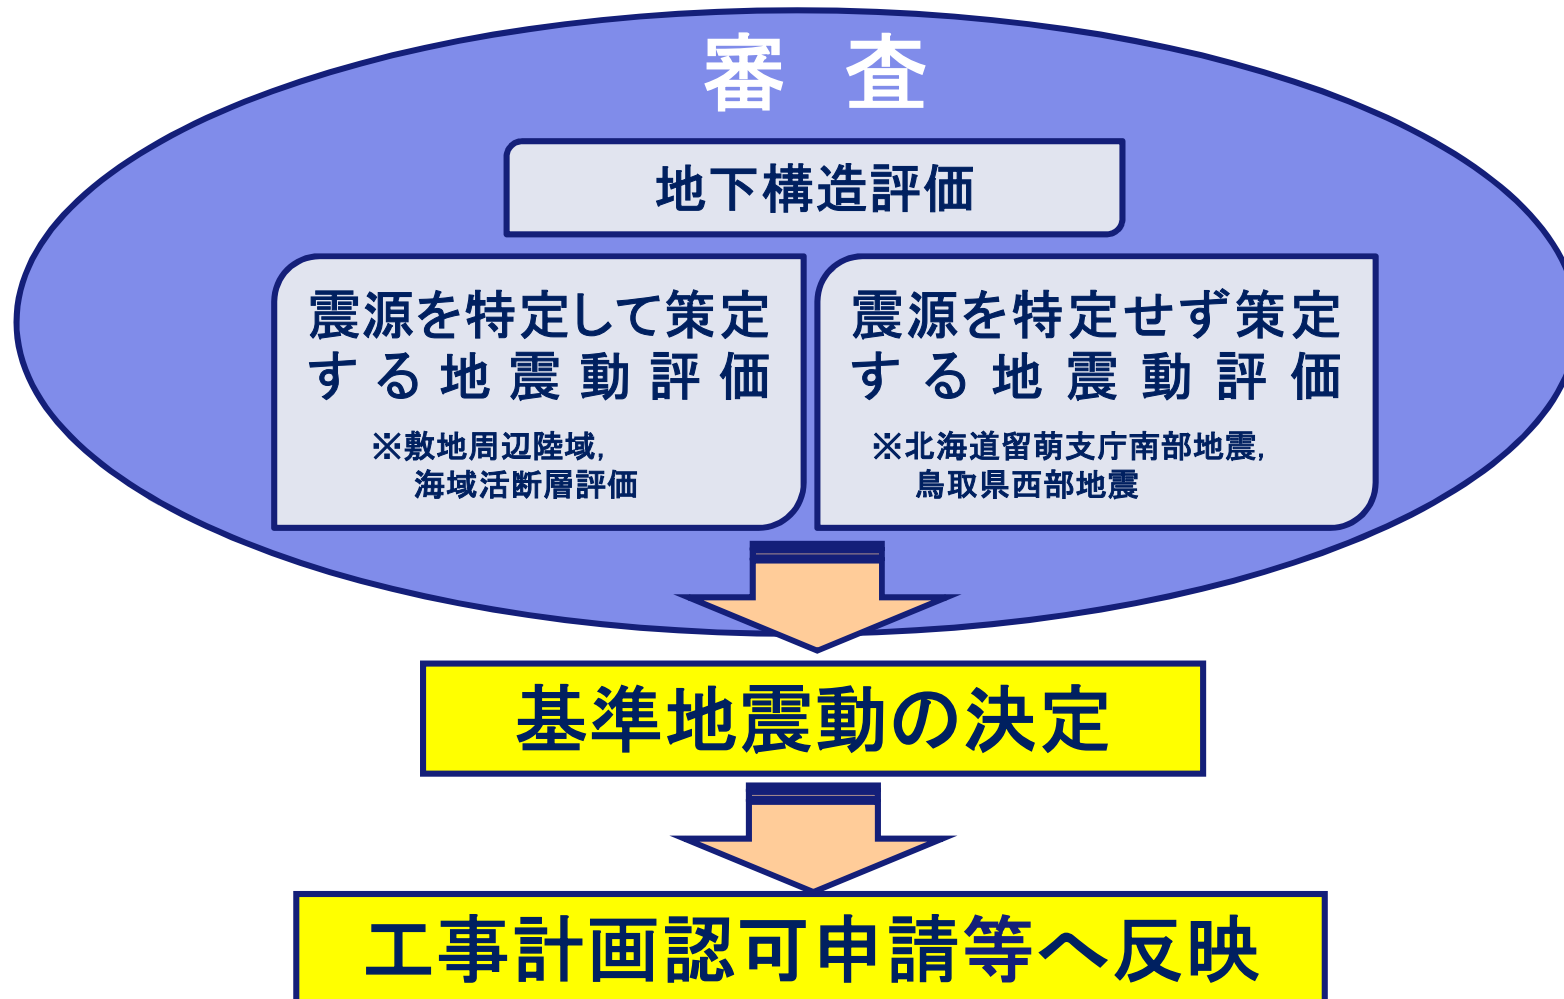 審　査
地下構造評価
震源を特定して策定
する地震動評価
※敷地周辺陸域，
海域活断層評価
震源を特定せず策定
する地震動評価
※北海道留萌支庁南部地震，
鳥取県西部地震
基準地震動の決定
工事計画認可申請等へ反映